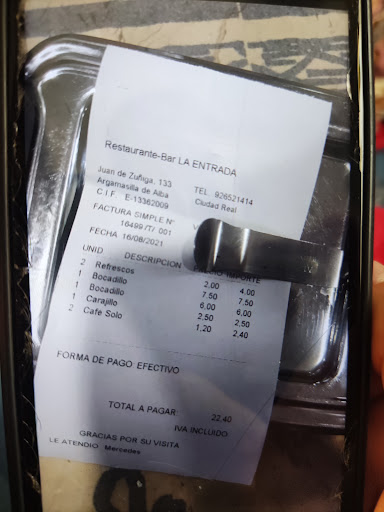 Restaurante-Bar LA ENTRADA
Juan de Zuñiga, 133
Argamasilla de Alba
C.I.F. E-13362009
TEL. 926521414
Ciudad Real
FACTURA SIMPLE Nº
16499/T/ 001
FECHA 16/08/2021
UNID DESCRIPCION IMPORTE
2 Refrescos 2,00 4,00
1 Bocadillo 7,50 7,50
1 Bocadillo 6,00 6,00
1 Carajillo 2,50 2,50
2 Cafe Solo 1,20 2,40
FORMA DE PAGO EFECTIVO
TOTAL A PAGAR: 22,40
IVA INCLUIDO
GRACIAS POR SU VISITA
LE ATENDIO Mercedes